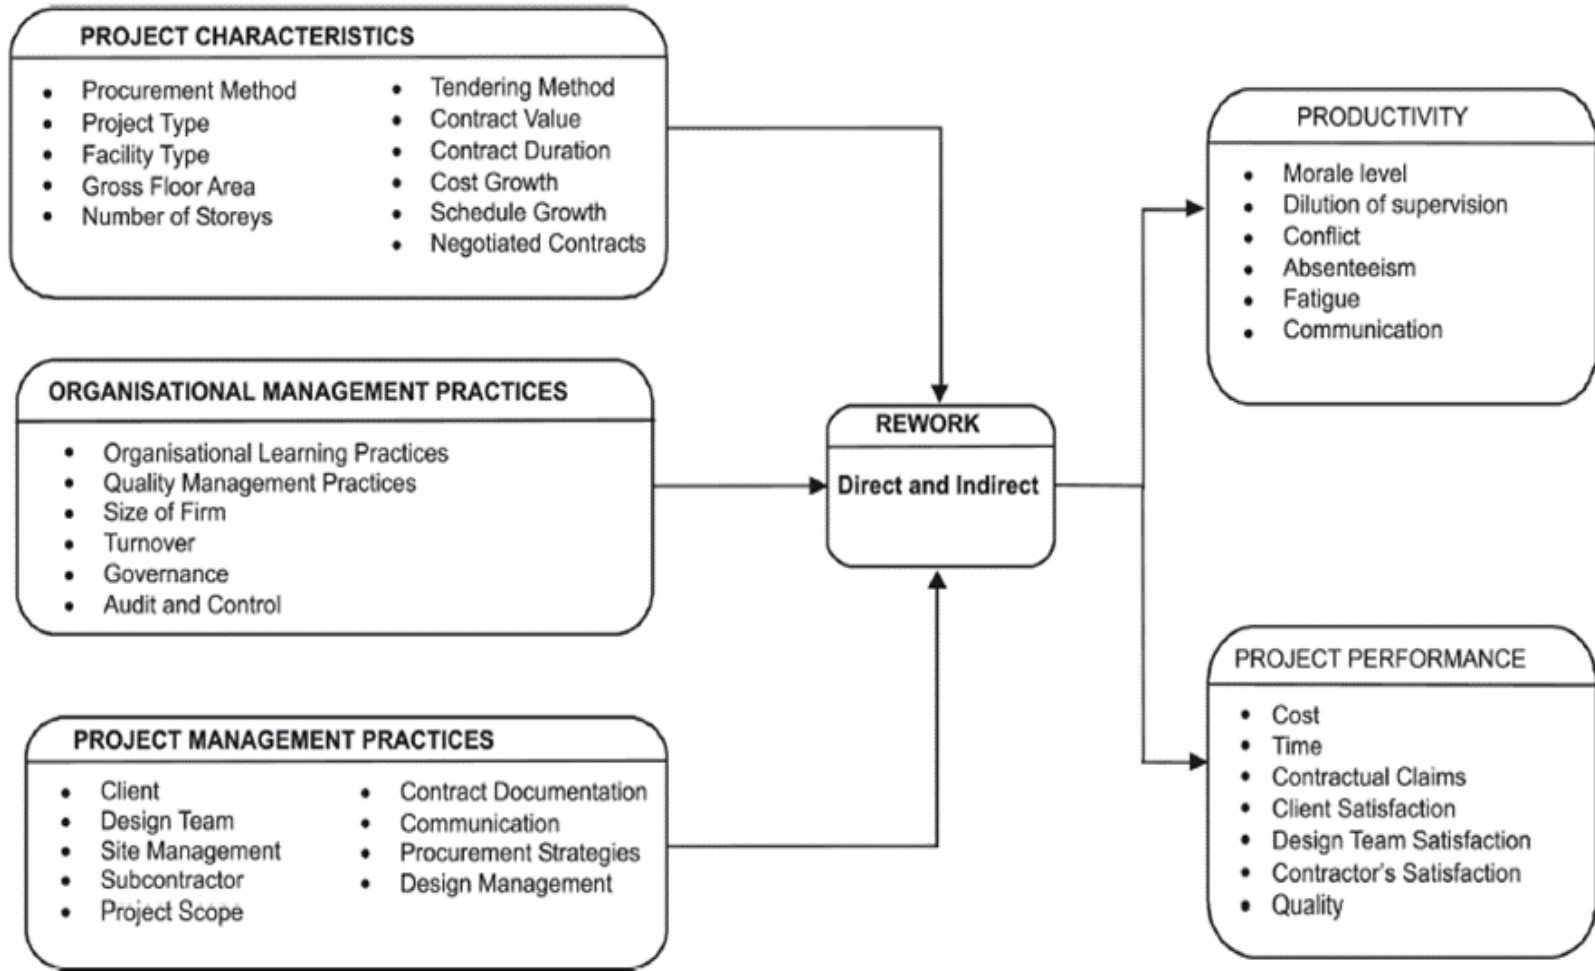 PROJECT CHARACTERISTICS
• Procurement Method
• Project Type
• Facility Type
• Gross Floor Area
• Number of Storeys
• Tendering Method
• Contract Value
• Contract Duration
• Cost Growth
• Schedule Growth
• Negotiated Contracts
ORGANISATIONAL MANAGEMENT PRACTICES
• Organisational Learning Practices
• Quality Management Practices
• Size of Firm
• Turnover
• Governance
• Audit and Control
PROJECT MANAGEMENT PRACTICES
• Client
• Design Team
• Site Management
• Subcontractor
• Project Scope
• Contract Documentation
• Communication
• Procurement Strategies
• Design Management
REWORK
Direct and Indirect
PRODUCTIVITY
• Morale level
• Dilution of supervision
• Conflict
• Absenteeism
• Fatigue
• Communication
PROJECT PERFORMANCE
• Cost
• Time
• Contractual Claims
• Client Satisfaction
• Design Team Satisfaction
• Contractor's Satisfaction
• Quality